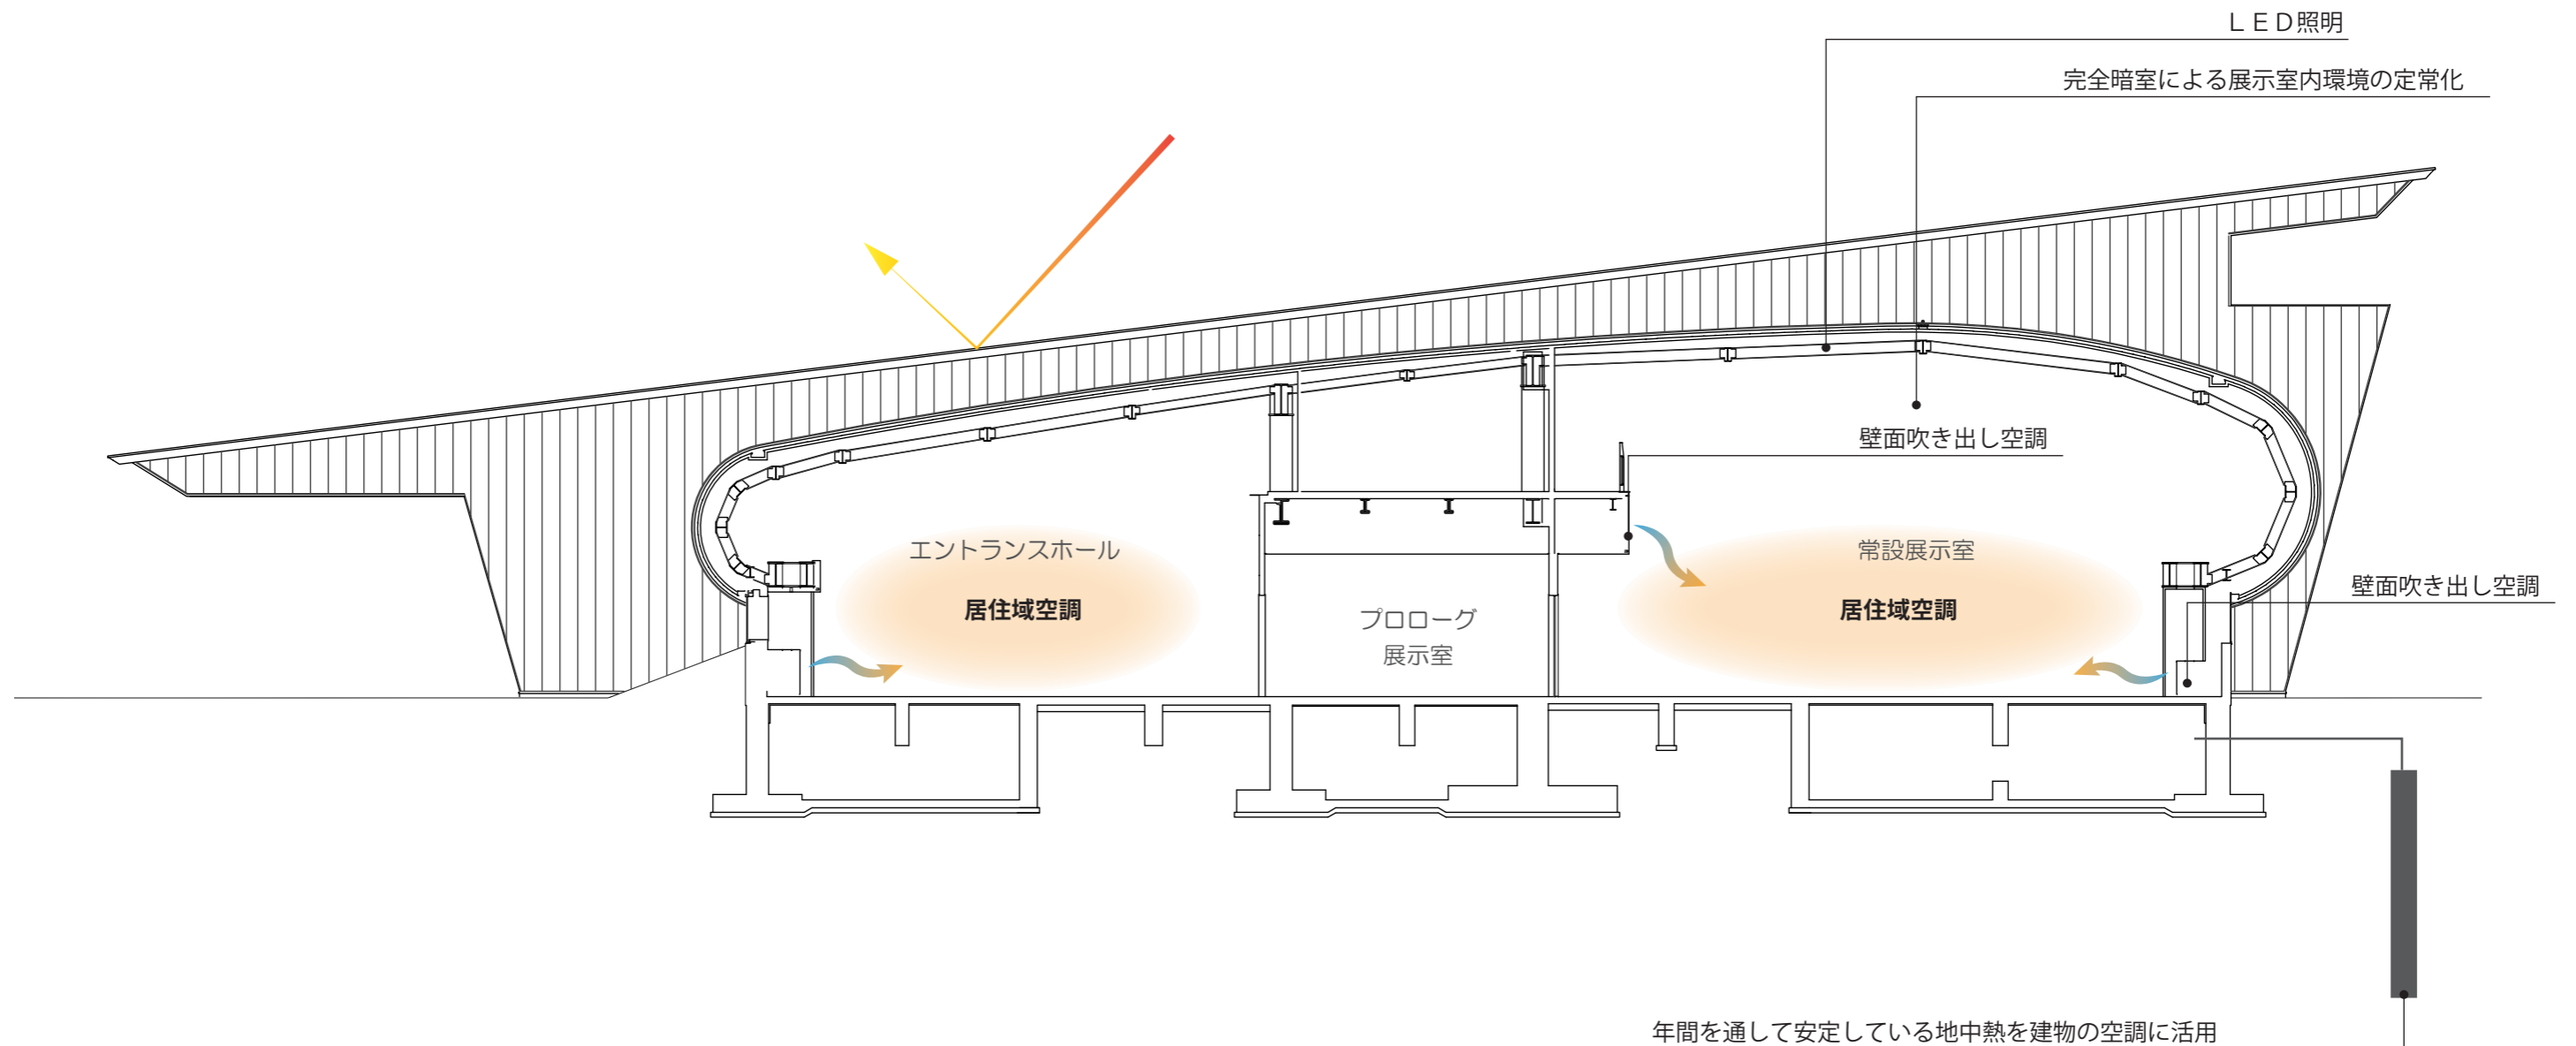 ＬＥＤ照明
完全暗室による展示室内環境の定常化
壁面吹き出し空調
エントランスホール
居住域空調
常設展示室
居住域空調
壁面吹き出し空調
プロローグ
展示室
年間を通して安定している地中熱を建物の空調に活用